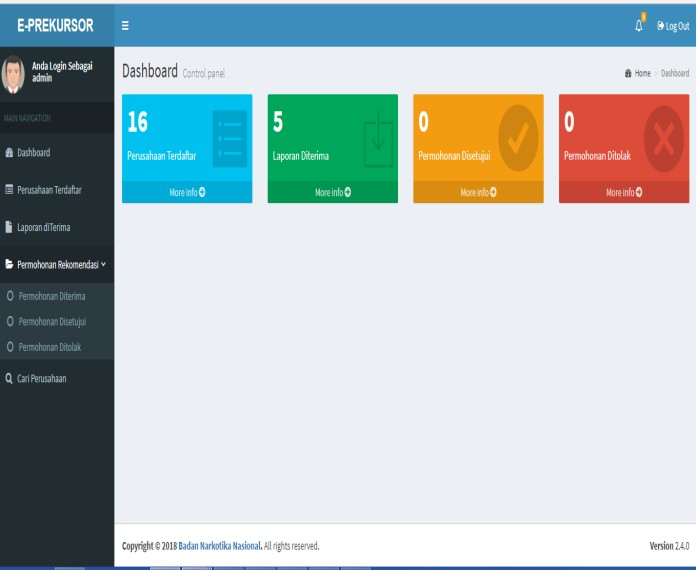 E-PREKURSOR
Log Out
Anda Login Sebagai
admin
MAIN NAVIGATION
Dashboard
Perusahaan Terdaftar
Laporan diTerima
Permohonan Rekomendasi
Permohonan Diterima
Permohonan Disetujui
Permohonan Ditolak
Cari Perusahaan
Dashboard Control panel
Home > Dashboard
16
Perusahaan Terdaftar
More info
5
Laporan Diterima
More info
0
Permohonan Disetujui
More info
0
Permohonan Ditolak
More info
Copyright © 2018 Badan Narkotika Nasional. All rights reserved.
Version 2.4.0